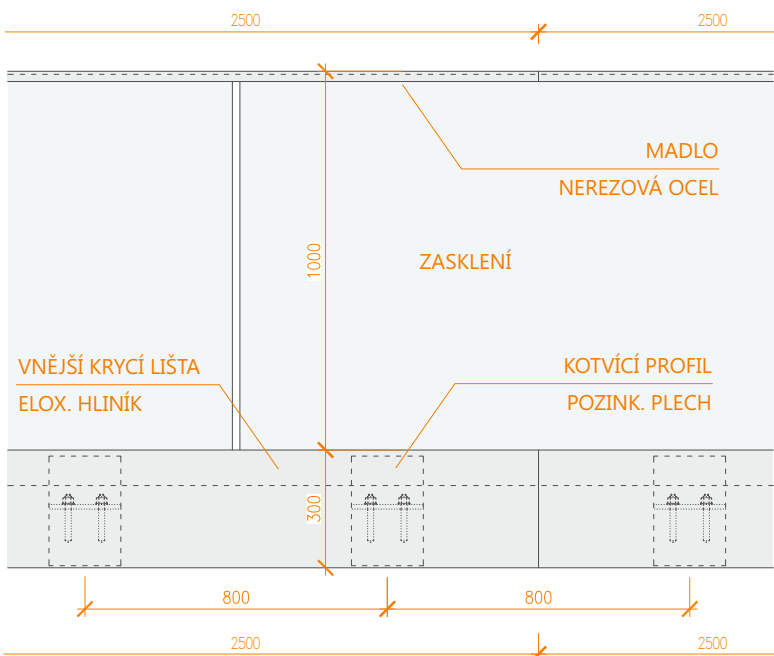 2500
2500
MADLO
NEREZOVÁ OCEL
1000
ZASKLENÍ
VNĚJŠÍ KRYCÍ LIŠTA
ELOX. HLINÍK
KOTVÍCÍ PROFIL
POZINK. PLECH
300
800
800
2500
2500